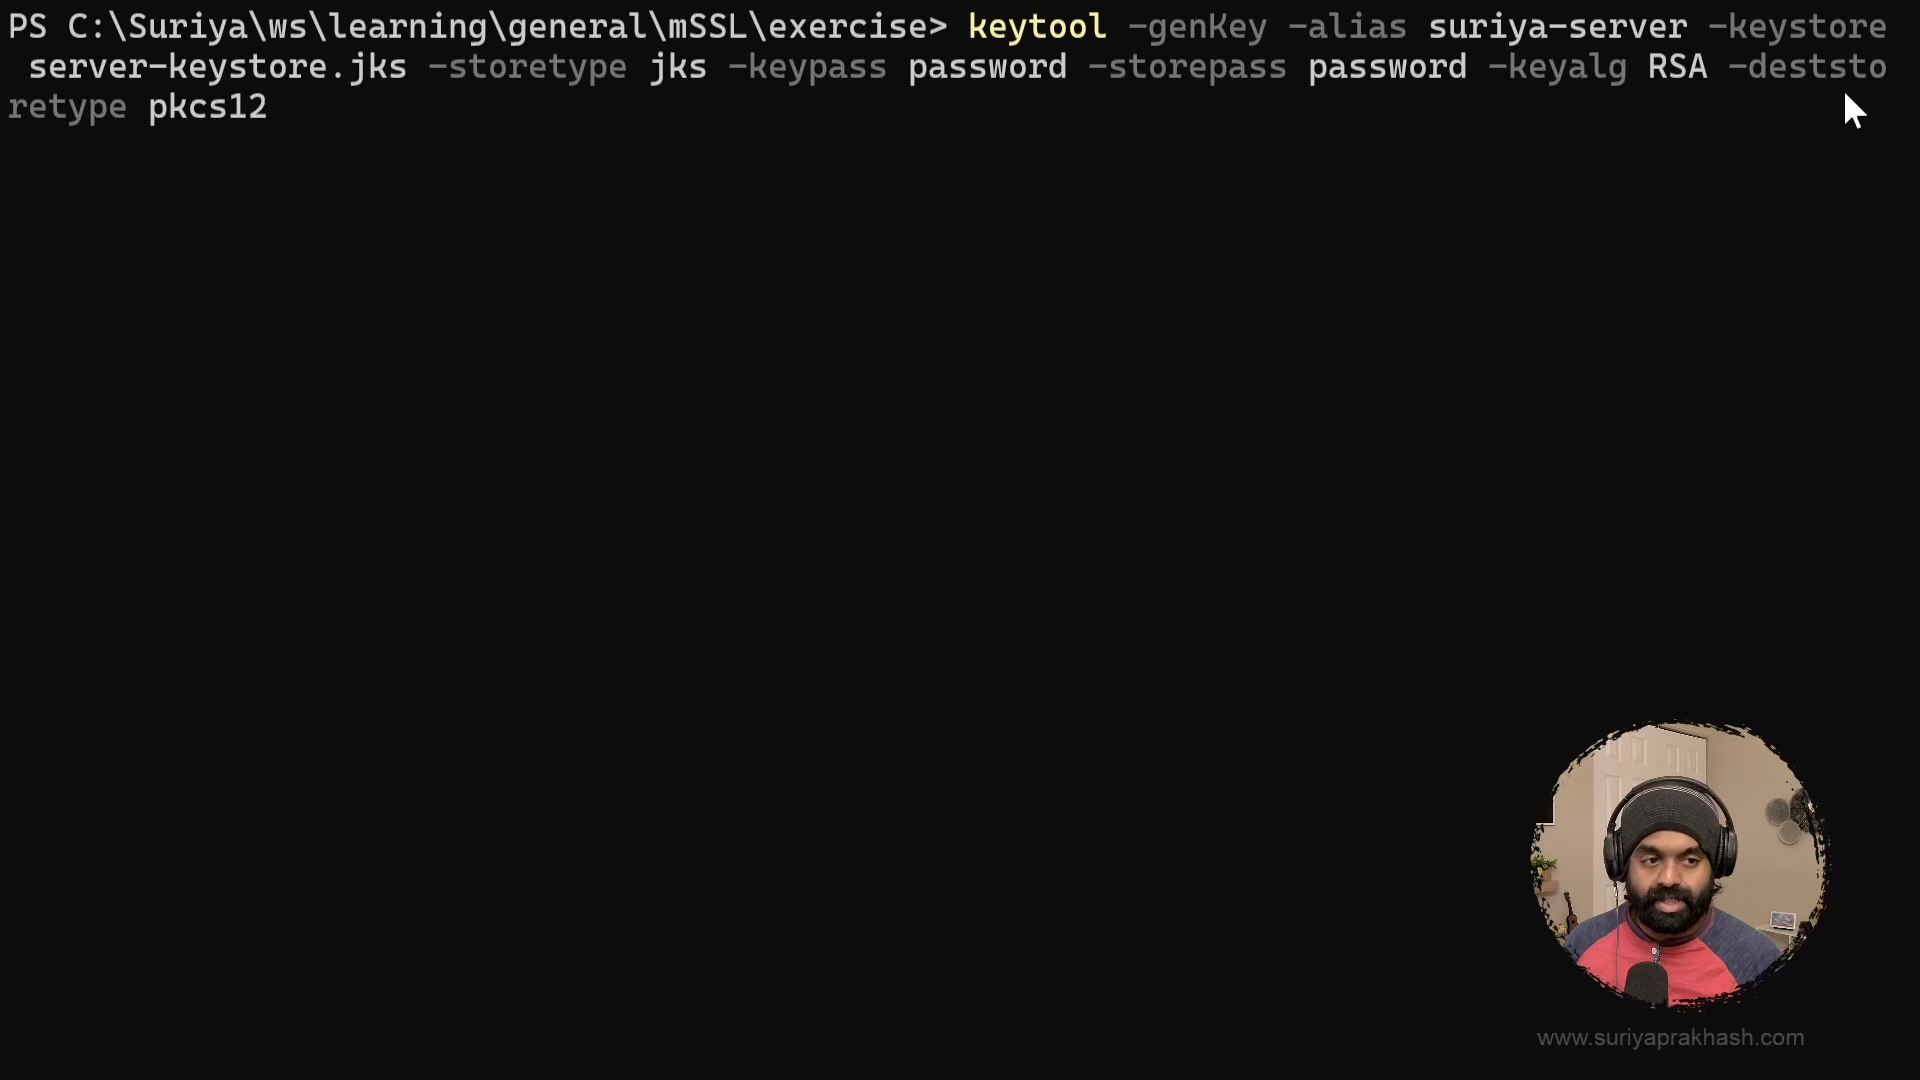 PS C:\Suriya\ws\learning\general\mSSL\exercise> keytool -genKey -alias suriya-server -keystore
server-keystore.jks -storetype jks -keypass password -storepass password -keyalg RSA -deststo
retype pkcs12
www.suriyaprakhash.com